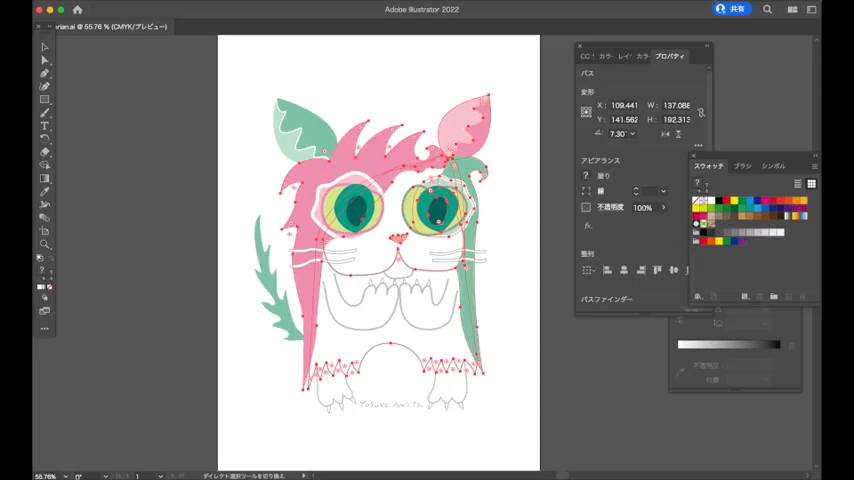 Adobe Illustrator 2022
共有
rian.ai @ 55.76 % (CMYK/プレビュー)
CC
カラ
レイ
カラ
プロパティ
パス
変形
X: 109.441
W: 137.088
Y: 141.562
H: 192.313
7.30°
アピアランス
塗り
線
不透明度
100%
fx.
整列
パスファインダー
スウォッチ
ブラシ
シンボル
不透明度:
位置:
Yosuke
55.76%
0°
1
ダイレクト選択ツールを切り換え